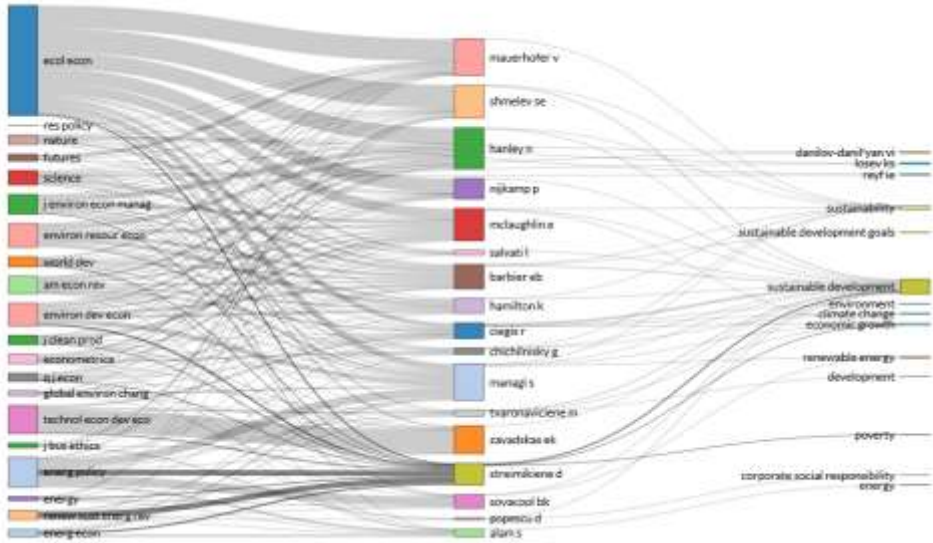 ecol econ
res policy
nature
futures
science
j environ econ manag
environ resour econ
world dev
am econ rev
environ dev econ
j clean prod
econometrica
q j econ
global environ chang
technol econ dev eco
j bus ethics
energ policy
energy
renew sust energ rev
energ econ
mauerhofer v
shmelev se
hanley n
nijkamp p
mclaughlin e
salvati l
barbier eb
hamilton k
ciegis r
chichilnisky g
managi s
tvaronaviciene m
zavadskas ek
streimikiene d
sovacool bk
popescu d
alam s
danilov-danil'yan vi
losev ks
reyf ie
sustainability
sustainable development goals
sustainable development
environment
climate change
economic growth
renewable energy
development
poverty
corporate social responsibility
energy